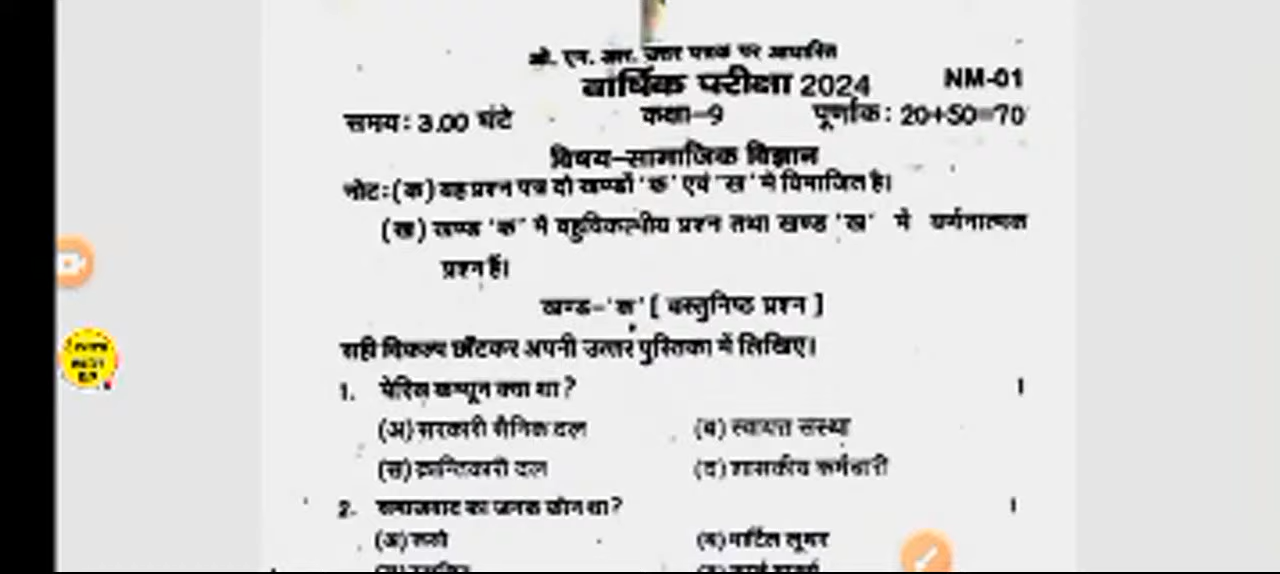 ओ. एम. आर. उत्तर पत्रक पर आधारित
वार्षिक परीक्षा 2024 NM-01
समय: 3.00 घंटे कक्षा-9 पूर्णांक: 20+50=70
विषय-सामाजिक विज्ञान
नोट:(क) यह प्रश्न पत्र दो खण्डों 'क' एवं 'ख' में विभाजित है।
(ख) खण्ड 'क' में बहुविकल्पीय प्रश्न तथा खण्ड 'ख' में वर्णनात्मक
प्रश्न हैं।
खण्ड-'क' [ वस्तुनिष्ठ प्रश्न ]
सही विकल्प छाँटकर अपनी उत्तर पुस्तिका में लिखिए।
1. पेरिस कम्यून क्या था? 1
(अ) सरकारी सैनिक दल (ब) स्वायत्त संस्था
(स) क्रान्तिकारी दल (द) शासकीय कर्मचारी
2. समाजवाद का जनक कौन था? 1
(अ) रूसो (ब) मार्टिन लूथर